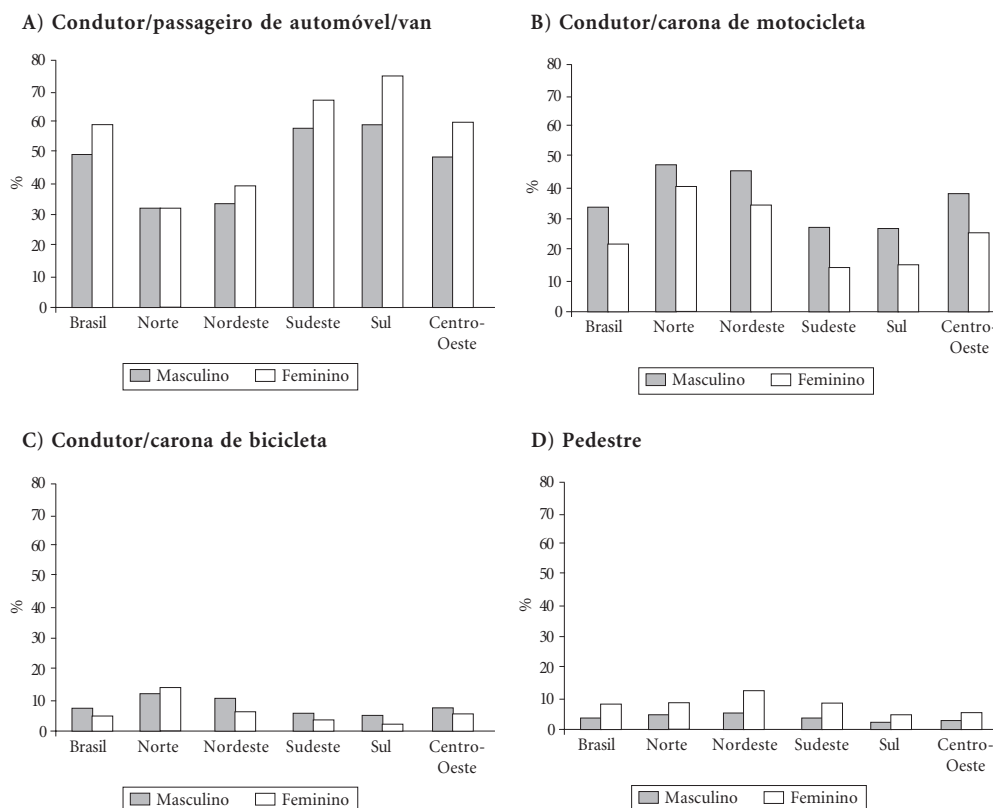 A) Condutor/passageiro de automóvel/van
80
70
60
50
40
30
20
10
0
%
Brasil Norte Nordeste Sudeste Sul Centro-
Oeste
Masculino Feminino
B) Condutor/carona de motocicleta
80
70
60
50
40
30
20
10
0
%
Brasil Norte Nordeste Sudeste Sul Centro-
Oeste
Masculino Feminino
C) Condutor/carona de bicicleta
80
70
60
50
40
30
20
10
0
%
Brasil Norte Nordeste Sudeste Sul Centro-
Oeste
Masculino Feminino
D) Pedestre
80
70
60
50
40
30
20
10
0
%
Brasil Norte Nordeste Sudeste Sul Centro-
Oeste
Masculino Feminino